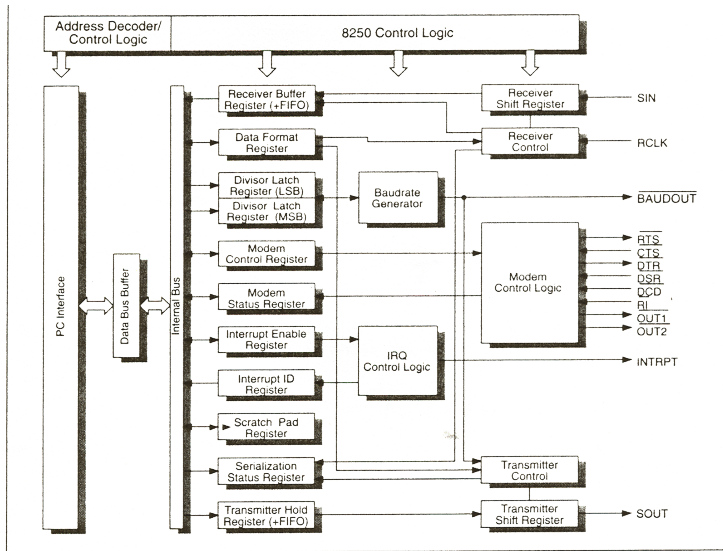 Address Decoder/
Control Logic
8250 Control Logic
PC Interface
Data Bus Buffer
Internal Bus
Receiver Buffer
Register (+FIFO)
Data Format
Register
Divisor Latch
Register (LSB)
Divisor Latch
Register (MSB)
Modem
Control Register
Modem
Status Register
Interrupt Enable
Register
Interrupt ID
Register
Scratch Pad
Register
Serialization
Status Register
Transmitter Hold
Register (+FIFO)
Baudrate
Generator
IRQ
Control Logic
Receiver
Shift Register
Receiver
Control
Modem
Control Logic
Transmitter
Control
Transmitter
Shift Register
SIN
RCLK
BAUDOUT
RTS
CTS
DTR
DSR
DCD
RI
OUT1
OUT2
INTRPT
SOUT